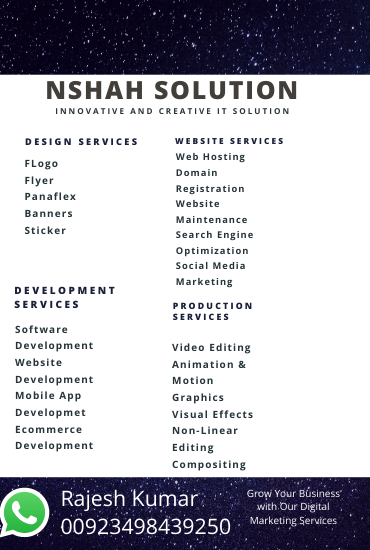 NSHAH SOLUTION
INNOVATIVE AND CREATIVE IT SOLUTION
DESIGN SERVICES
FLogo
Flyer
Panaflex
Banners
Sticker
WEBSITE SERVICES
Web Hosting
Domain
Registration
Website
Maintenance
Search Engine
Optimization
Social Media
Marketing
DEVELOPMENT
SERVICES
Software
Development
Website
Development
Mobile App
Developmet
Ecommerce
Development
PRODUCTION
SERVICES
Video Editing
Animation &
Motion
Graphics
Visual Effects
Non-Linear
Editing
Compositing
Rajesh Kumar
00923498439250
Grow Your Business'
with Our Digital
Marketing Services